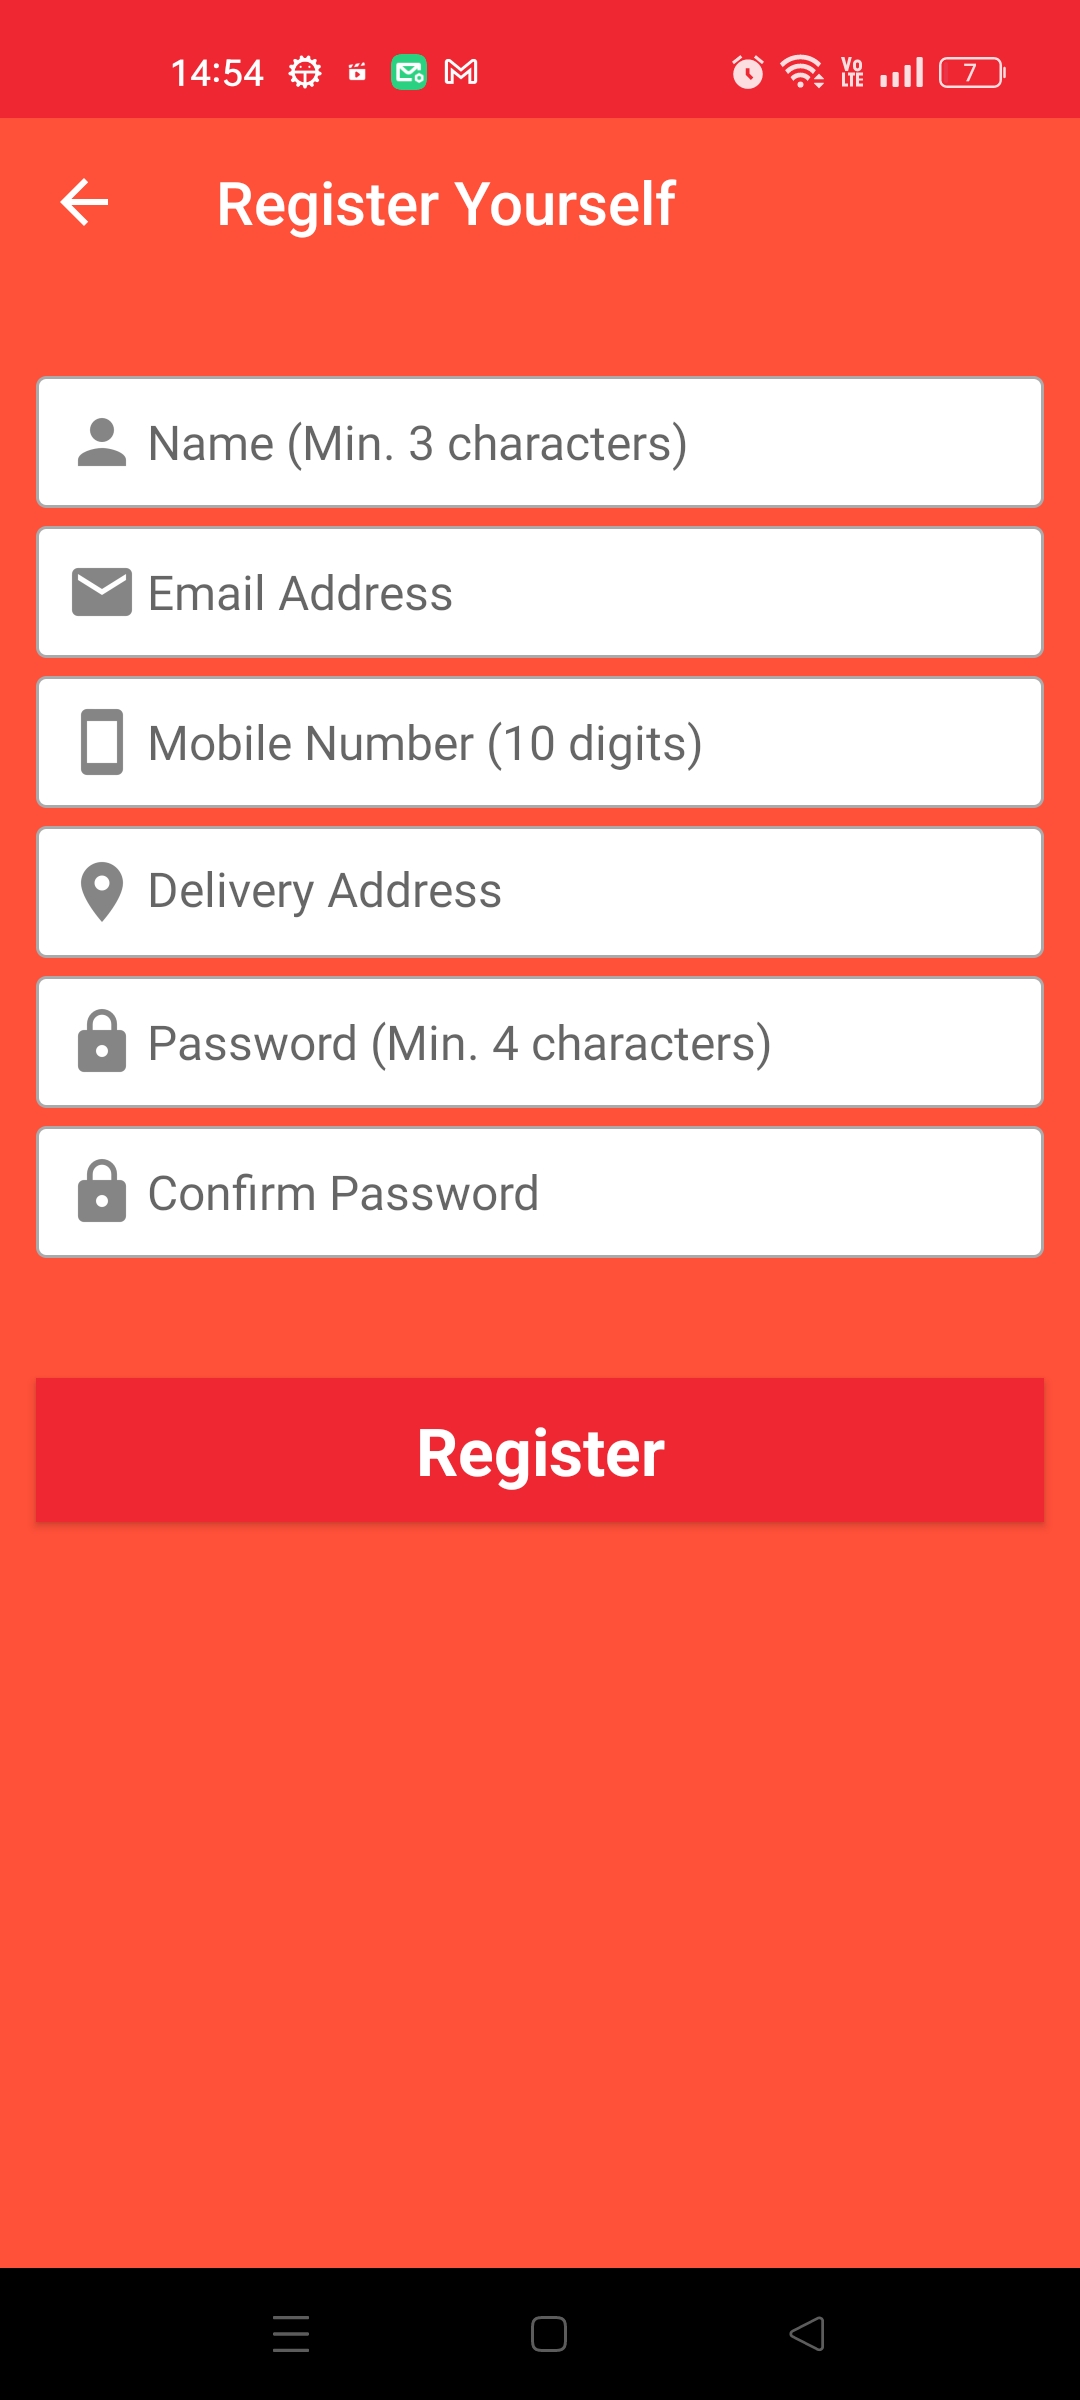 14:54
Vo
LTE
7
Register Yourself
Name (Min. 3 characters)
Email Address
Mobile Number (10 digits)
Delivery Address
Password (Min. 4 characters)
Confirm Password
Register